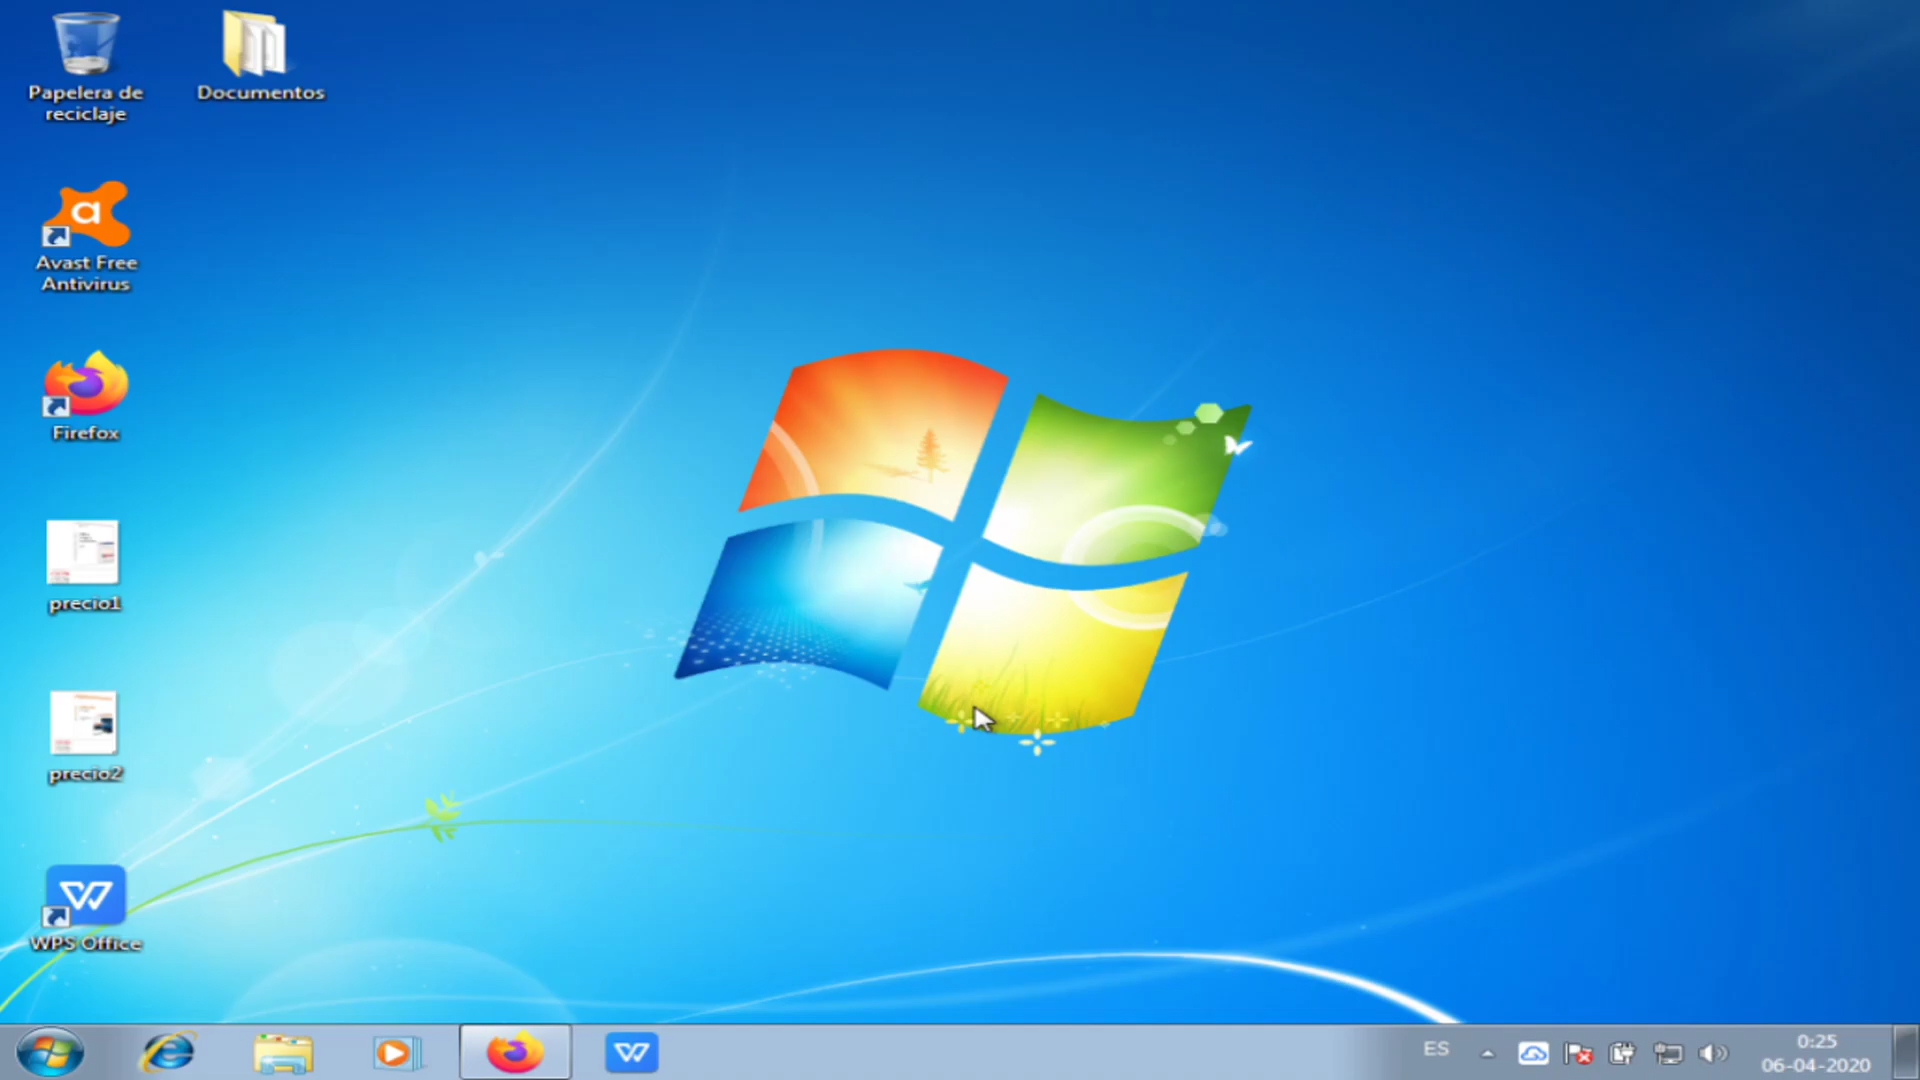 Papelera de
reciclaje
Documentos
Avast Free
Antivirus
Firefox
precio1
precio2
WPS Office
ES
0:25
06-04-2020